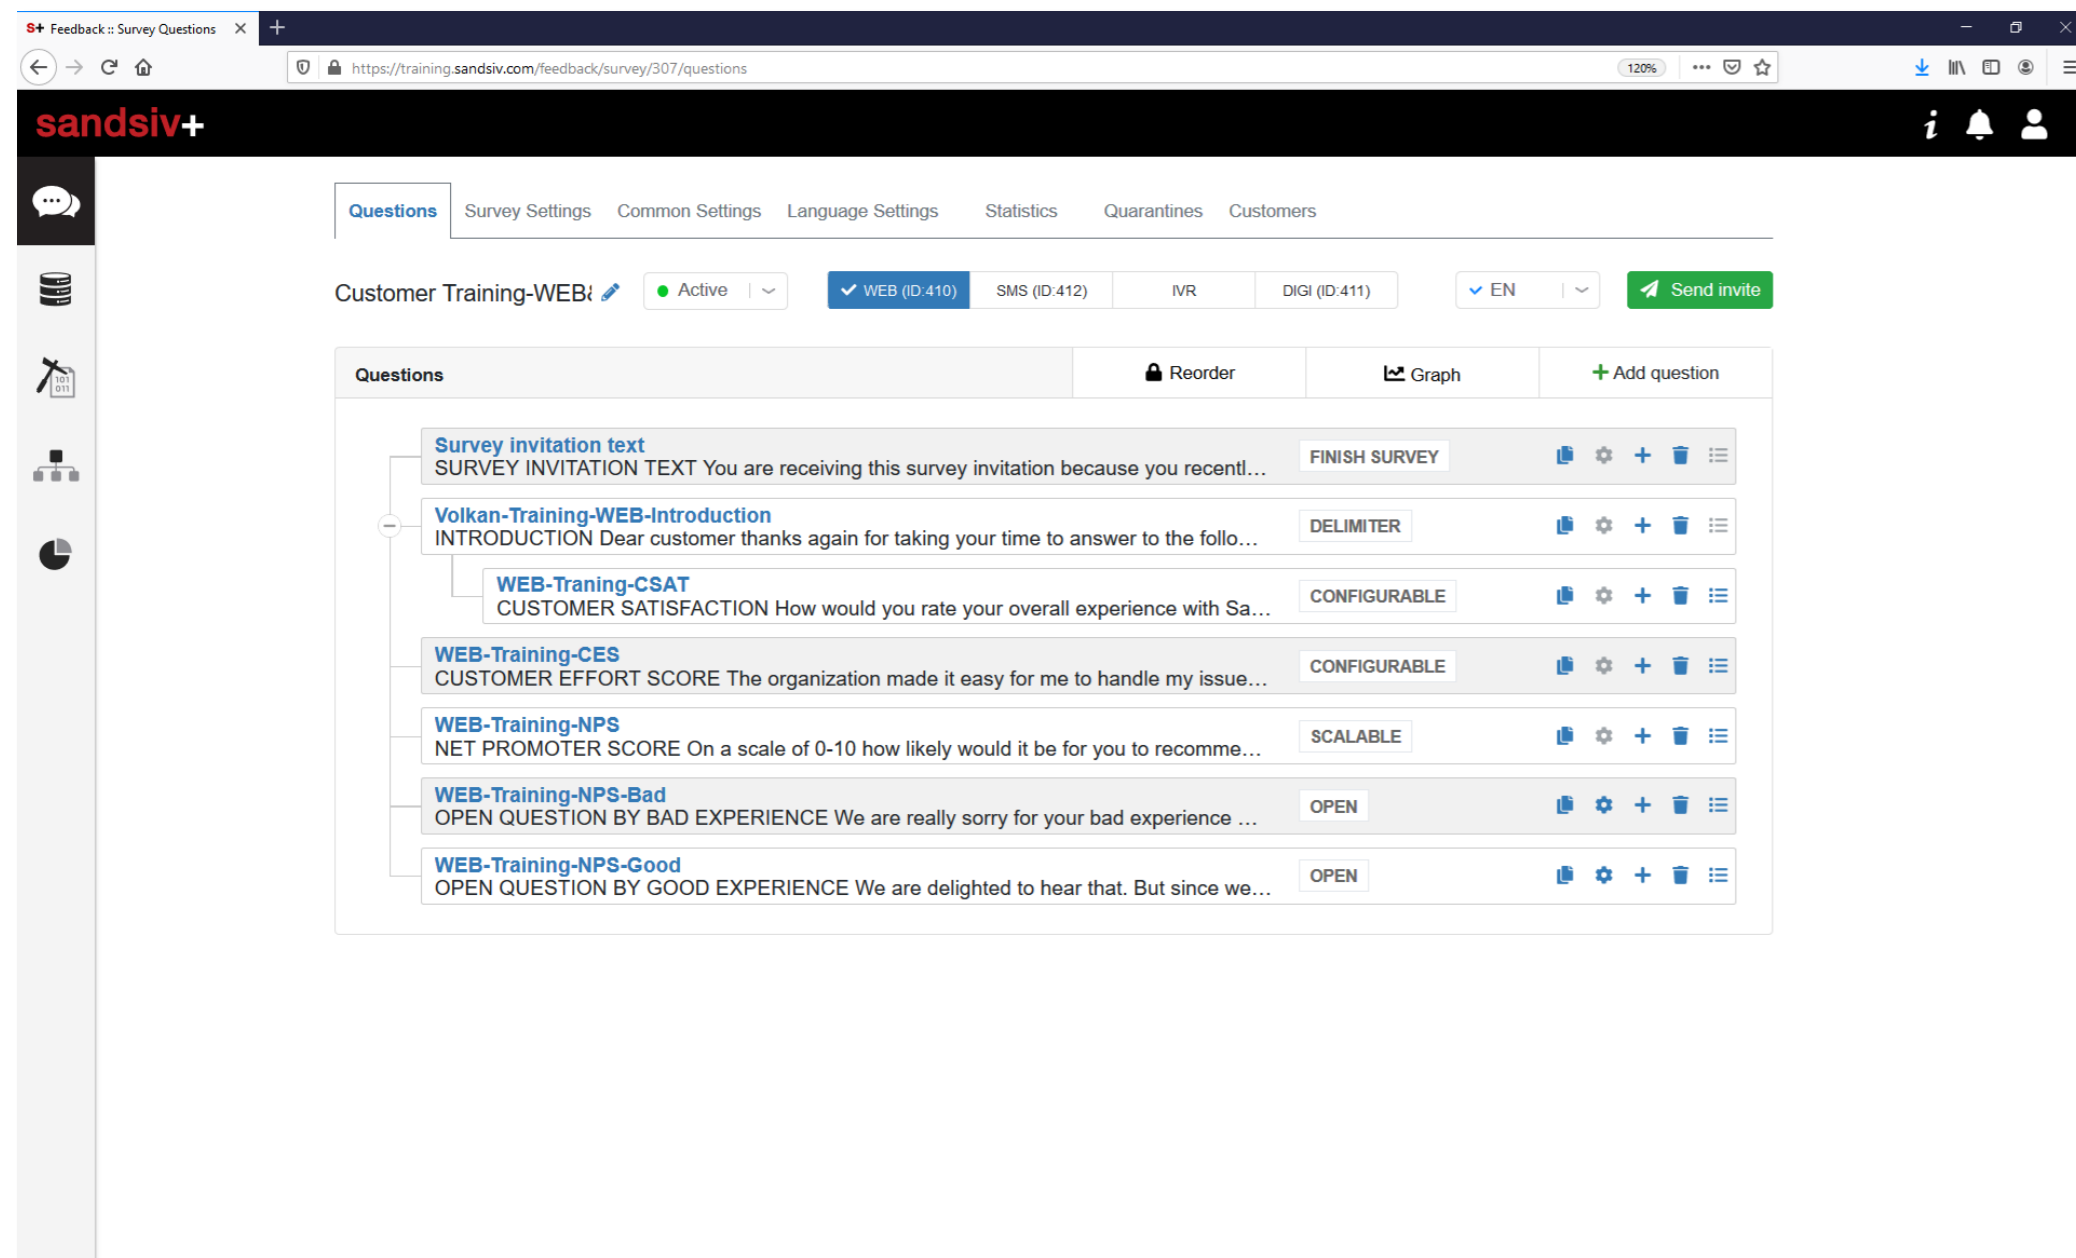 S+ Feedback :: Survey Questions
https://training.sandsiv.com/feedback/survey/307/questions
120%
sandsiv+
Questions Survey Settings Common Settings Language Settings Statistics Quarantines Customers
Customer Training-WEB& Active WEB (ID:410) SMS (ID:412) IVR DIGI (ID:411) EN Send invite
Questions Reorder Graph Add question
Survey invitation text
SURVEY INVITATION TEXT You are receiving this survey invitation because you recentl... FINISH SURVEY
Volkan-Training-WEB-Introduction
INTRODUCTION Dear customer thanks again for taking your time to answer to the follo... DELIMITER
WEB-Traning-CSAT
CUSTOMER SATISFACTION How would you rate your overall experience with Sa... CONFIGURABLE
WEB-Training-CES
CUSTOMER EFFORT SCORE The organization made it easy for me to handle my issue... CONFIGURABLE
WEB-Training-NPS
NET PROMOTER SCORE On a scale of 0-10 how likely would it be for you to recomme... SCALABLE
WEB-Training-NPS-Bad
OPEN QUESTION BY BAD EXPERIENCE We are really sorry for your bad experience ... OPEN
WEB-Training-NPS-Good
OPEN QUESTION BY GOOD EXPERIENCE We are delighted to hear that. But since we... OPEN
101
011